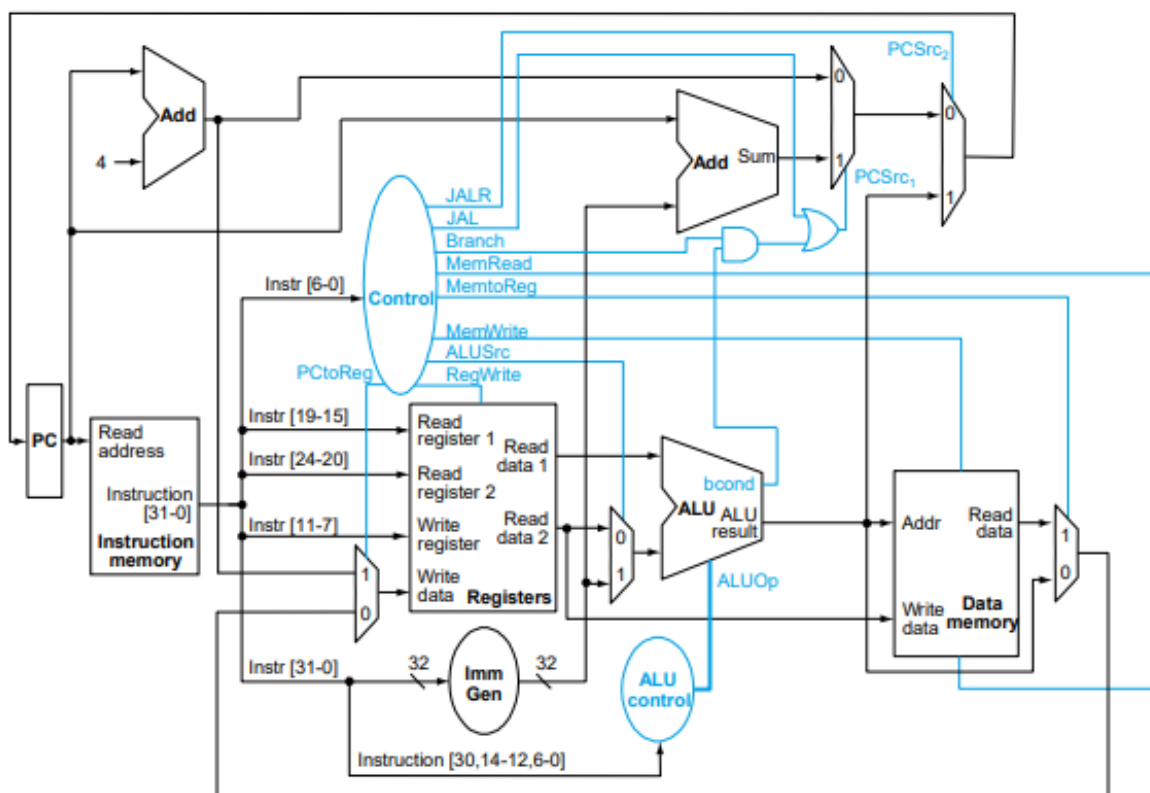 PCSrc2
Add
0
0
4
Add Sum
1
PCSrc1
1
JALR
JAL
Branch
MemRead
MemtoReg
Instr [6-0]
Control
MemWrite
ALUSrc
PCtoReg
RegWrite
PC
Read
address
Instruction
[31-0]
Instruction
memory
Instr [19-15]
Instr [24-20]
Instr [11-7]
Read
register 1
Read
register 2
Write
register
Write
data
Read
data 1
Read
data 2
Registers
1
0
0
1
bcond
ALU
ALU
result
ALUOp
Addr
Read
data
Write
data
Data
memory
1
0
Instr [31-0]
32
Imm
Gen
32
ALU
control
Instruction [30,14-12,6-0]